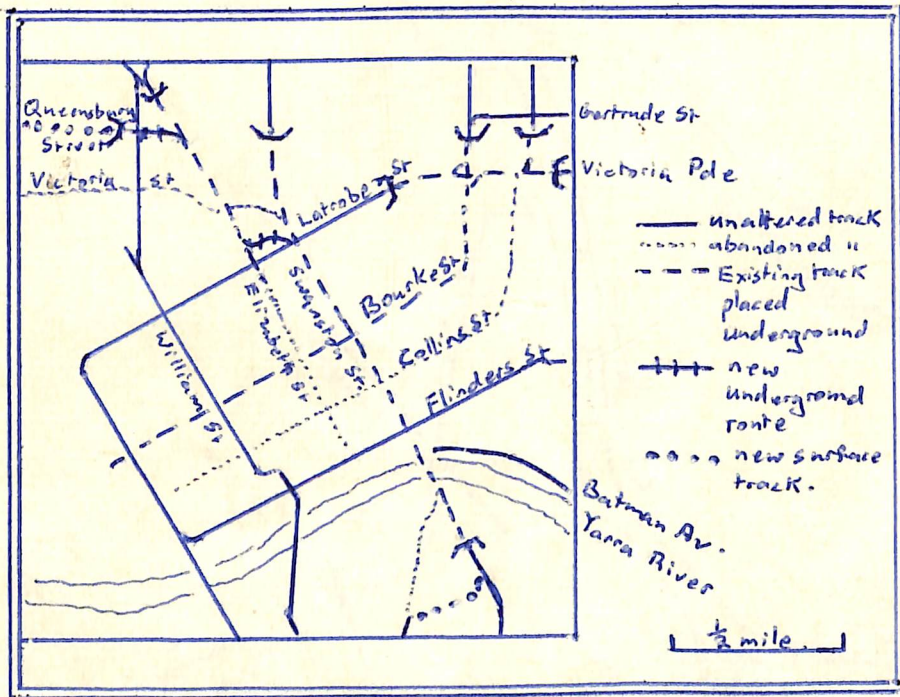 Queensbury
Street
Gertrude St
Victoria St
Latrobe St
Victoria Pde
unaltered track
abandoned "
Existing track
placed
underground
new
underground
route
new surface
track.
Swanston St
Elizabeth St
Bourke St
Collins St.
William St
Flinders St
Batman Av.
Yarra River
½ mile.